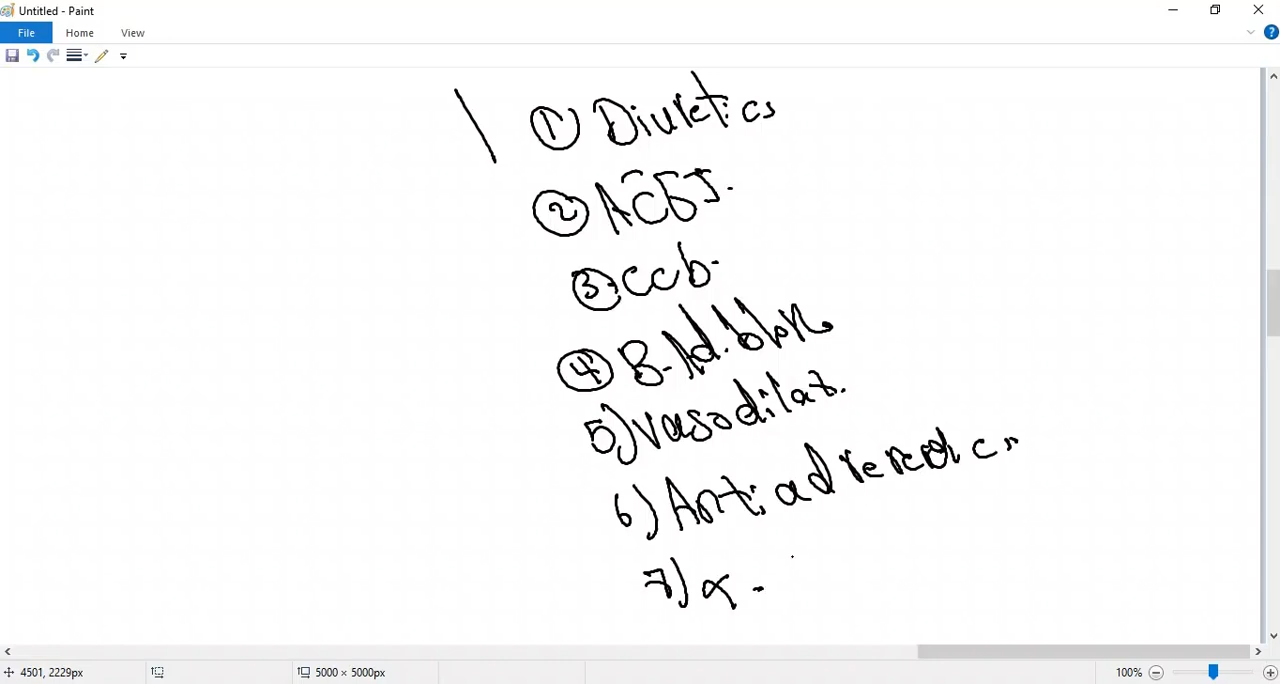 Untitled - Paint
File Home View
1) Diuretics
2) ACEI.
3) ccb-
4) B-Ad.blok
5) Vasodilat.
6)
7) α -
4501, 2229px
5000 × 5000px
100%